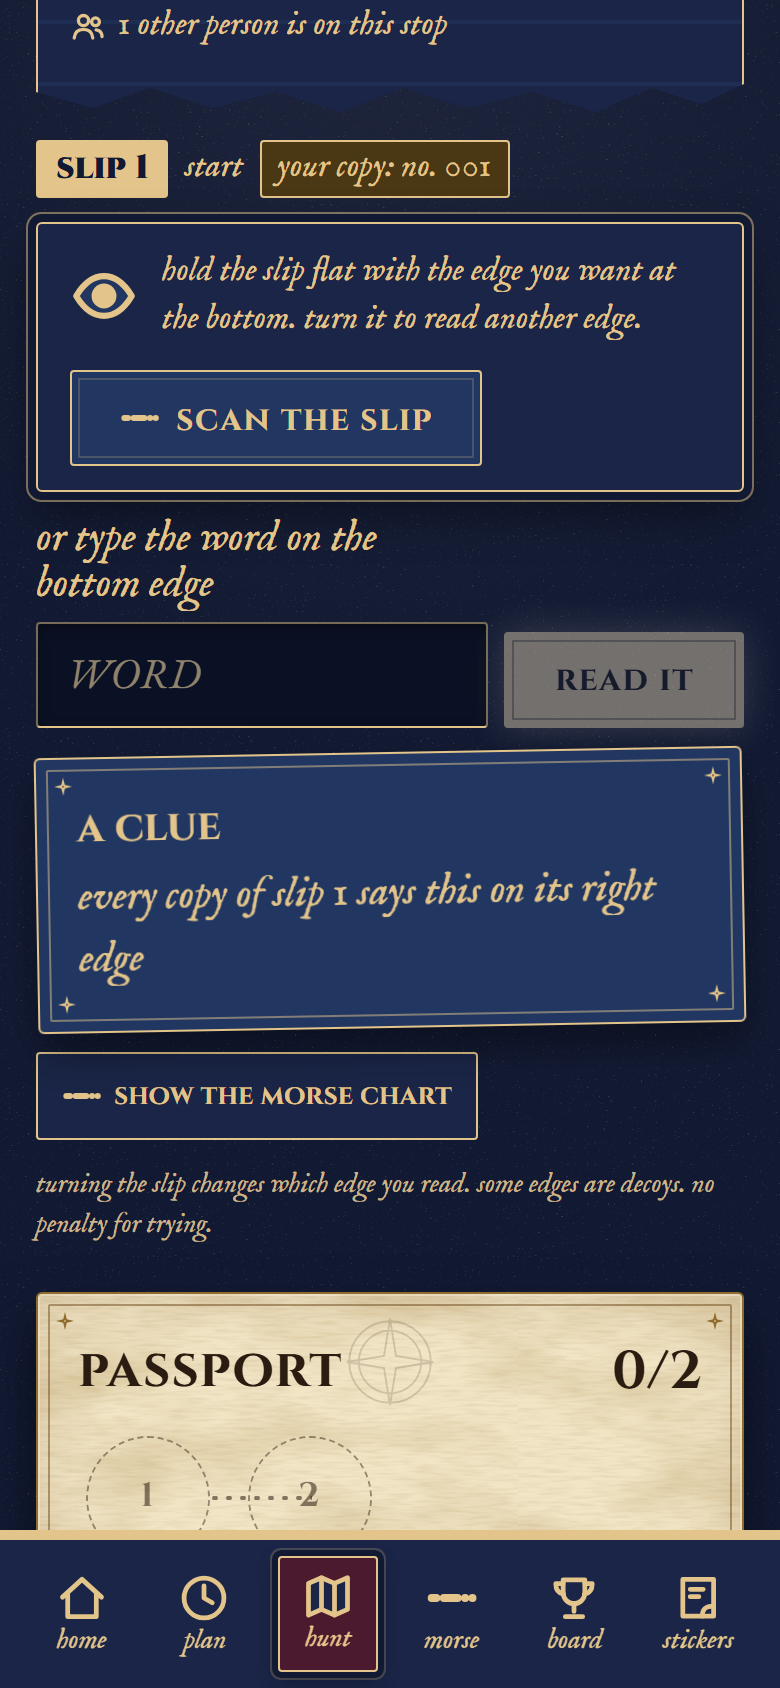 1 other person is on this stop
SLIP 1 start your copy: no. 001
hold the slip flat with the edge you want at
the bottom. turn it to read another edge.
SCAN THE SLIP
or type the word on the
bottom edge
WORD READ IT
A CLUE
every copy of slip 1 says this on its right
edge
SHOW THE MORSE CHART
turning the slip changes which edge you read. some edges are decoys. no
penalty for trying.
PASSPORT 0/2
1 2
home plan hunt morse board stickers